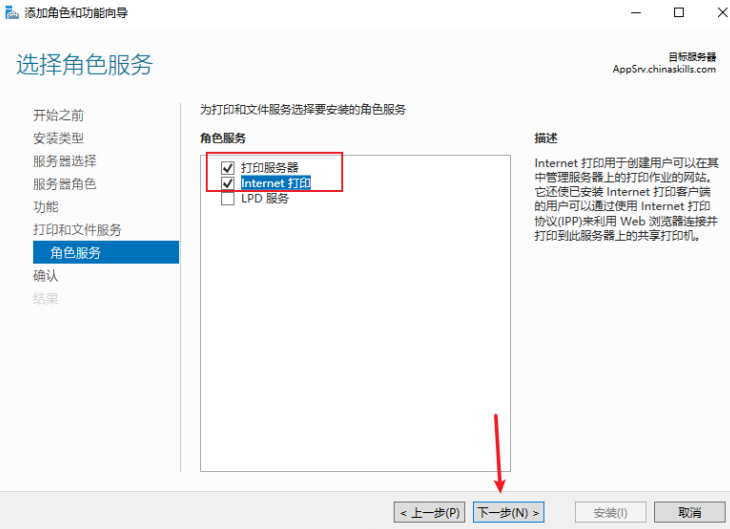 添加角色和功能向导
选择角色服务
目标服务器
AppSrv.chinaskills.com
开始之前
安装类型
服务器选择
服务器角色
功能
打印和文件服务
角色服务
确认
结果
为打印和文件服务选择要安装的角色服务
角色服务
打印服务器
Internet 打印
LPD 服务
描述
Internet 打印用于创建用户可以在其
中管理服务器上的打印作业的网站。
它还使已安装 Internet 打印客户端
的用户可以通过使用 Internet 打印
协议(IPP)来利用 Web 浏览器连接并
打印到此服务器上的共享打印机。
< 上一步(P)
下一步(N) >
安装(I)
取消